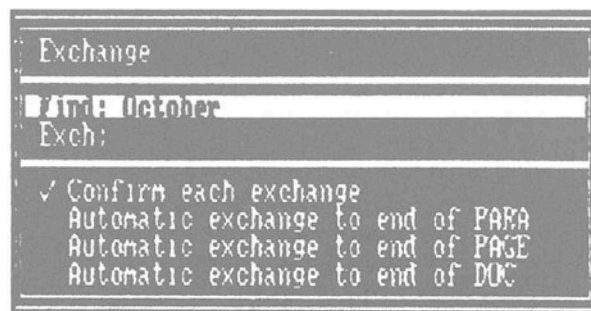 Exchange
Find: October
Exch:
✓ Confirm each exchange
Automatic exchange to end of PARA
Automatic exchange to end of PAGE
Automatic exchange to end of DOC